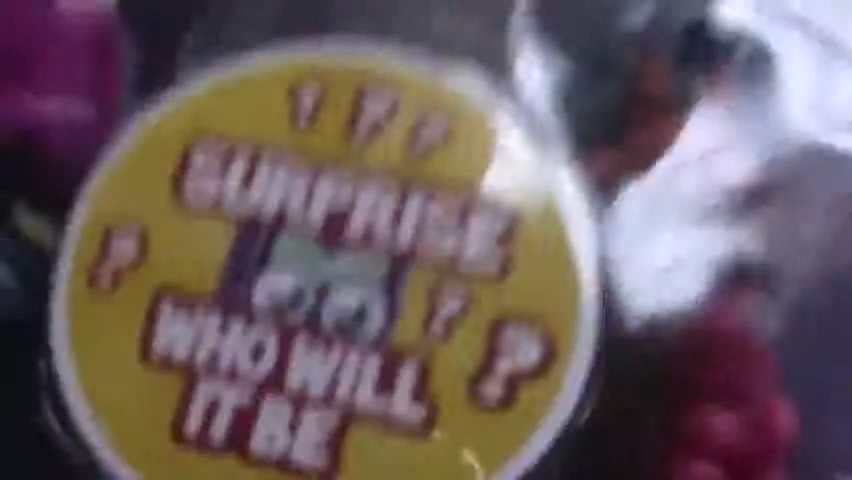 ? ? ?
SURPRISE
? ?
WHO WILL ?
IT BE